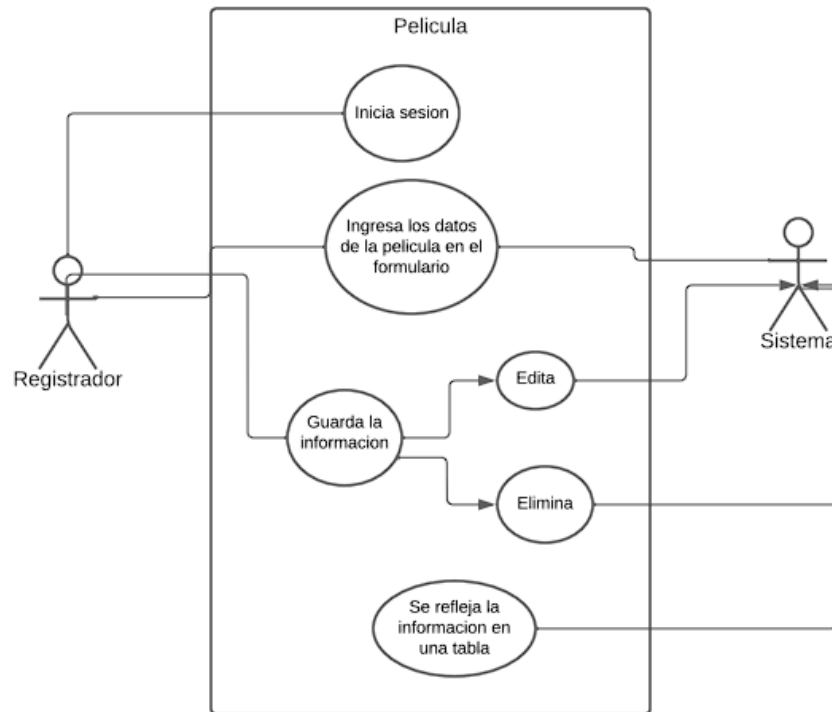 Pelicula
Inicia sesion
Ingresa los datos
de la pelicula en el
formulario
Registrador
Sistema
Guarda la
informacion
Edita
Elimina
Se refleja la
informacion en
una tabla